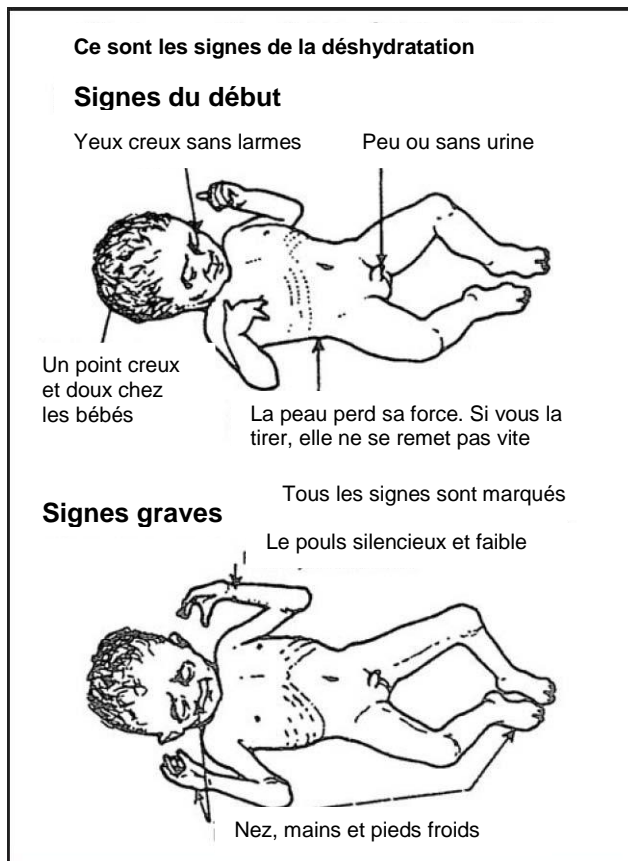 Ce sont les signes de la déshydratation
Signes du début
Yeux creux sans larmes
Peu ou sans urine
Un point creux
et doux chez
les bébés
La peau perd sa force. Si vous la
tirer, elle ne se remet pas vite
Tous les signes sont marqués
Signes graves
Le pouls silencieux et faible
Nez, mains et pieds froids